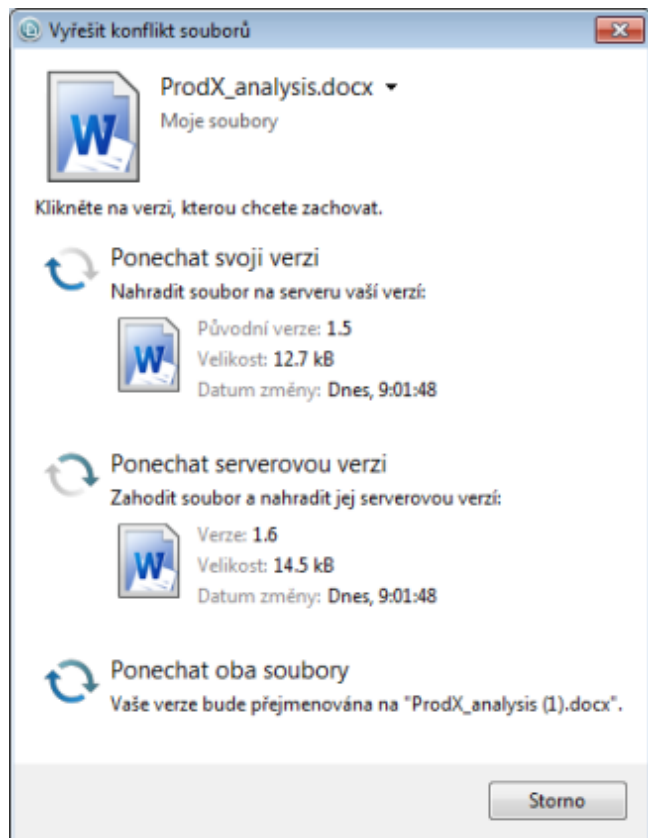 Vyřešit konflikt souborů
ProdX_analysis.docx
Moje soubory
Klikněte na verzi, kterou chcete zachovat.
Ponechat svoji verzi
Nahradit soubor na serveru vaší verzí:
Původní verze: 1.5
Velikost: 12.7 kB
Datum změny: Dnes, 9:01:48
Ponechat serverovou verzi
Zahodit soubor a nahradit jej serverovou verzí:
Verze: 1.6
Velikost: 14.5 kB
Datum změny: Dnes, 9:01:48
Ponechat oba soubory
Vaše verze bude přejmenována na "ProdX_analysis (1).docx".
Storno